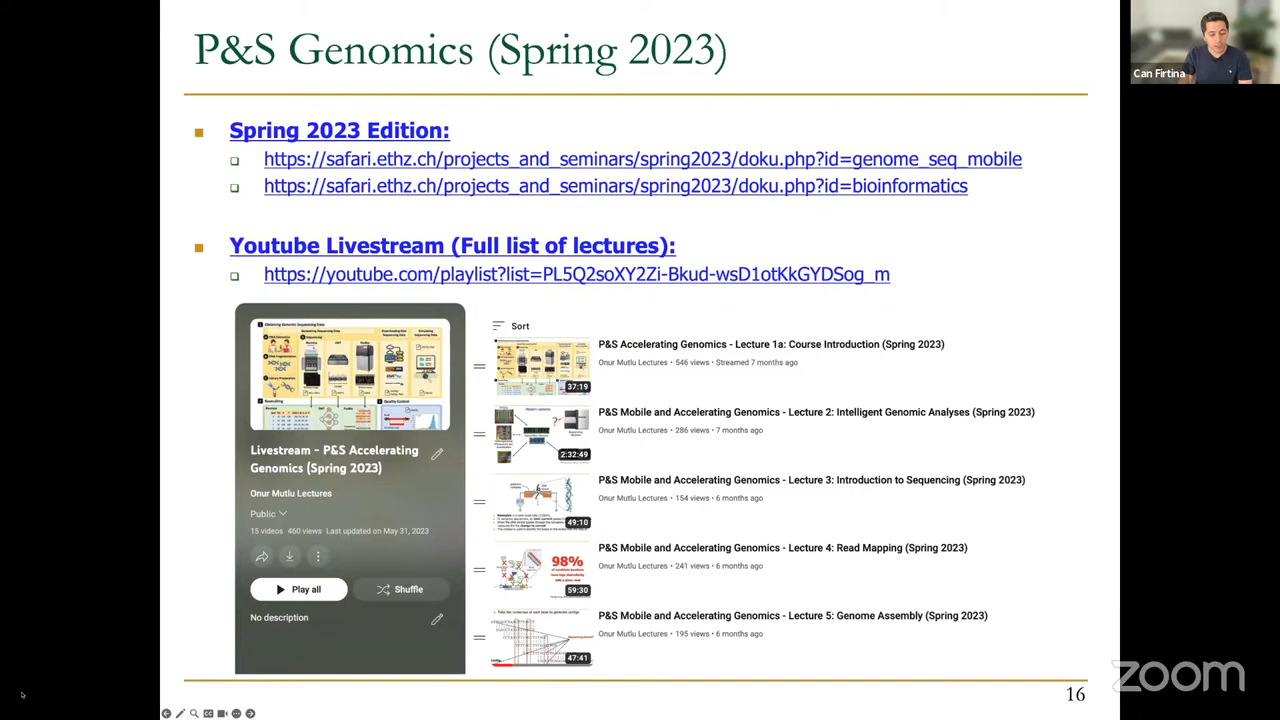 P&S Genomics (Spring 2023)
Can Firtina
Spring 2023 Edition:
https://safari.ethz.ch/projects_and_seminars/spring2023/doku.php?id=genome_seq_mobile
https://safari.ethz.ch/projects_and_seminars/spring2023/doku.php?id=bioinformatics
Youtube Livestream (Full list of lectures):
https://youtube.com/playlist?list=PL5Q2soXY2Zi-Bkud-wsD1otKkGYDSog_m
Livestream - P&S Accelerating
Genomics (Spring 2023)
Onur Mutlu Lectures
Public
15 videos 460 views Last updated on May 31, 2023
Play all
Shuffle
No description
Sort
P&S Accelerating Genomics - Lecture 1a: Course Introduction (Spring 2023)
Onur Mutlu Lectures • 546 views • Streamed 7 months ago
37:19
P&S Mobile and Accelerating Genomics - Lecture 2: Intelligent Genomic Analyses (Spring 2023)
Onur Mutlu Lectures • 286 views • 7 months ago
2:32:49
P&S Mobile and Accelerating Genomics - Lecture 3: Introduction to Sequencing (Spring 2023)
Onur Mutlu Lectures • 154 views • 6 months ago
49:10
P&S Mobile and Accelerating Genomics - Lecture 4: Read Mapping (Spring 2023)
Onur Mutlu Lectures • 241 views • 6 months ago
98%
59:30
P&S Mobile and Accelerating Genomics - Lecture 5: Genome Assembly (Spring 2023)
Onur Mutlu Lectures • 195 views • 6 months ago
47:41
zoom
16